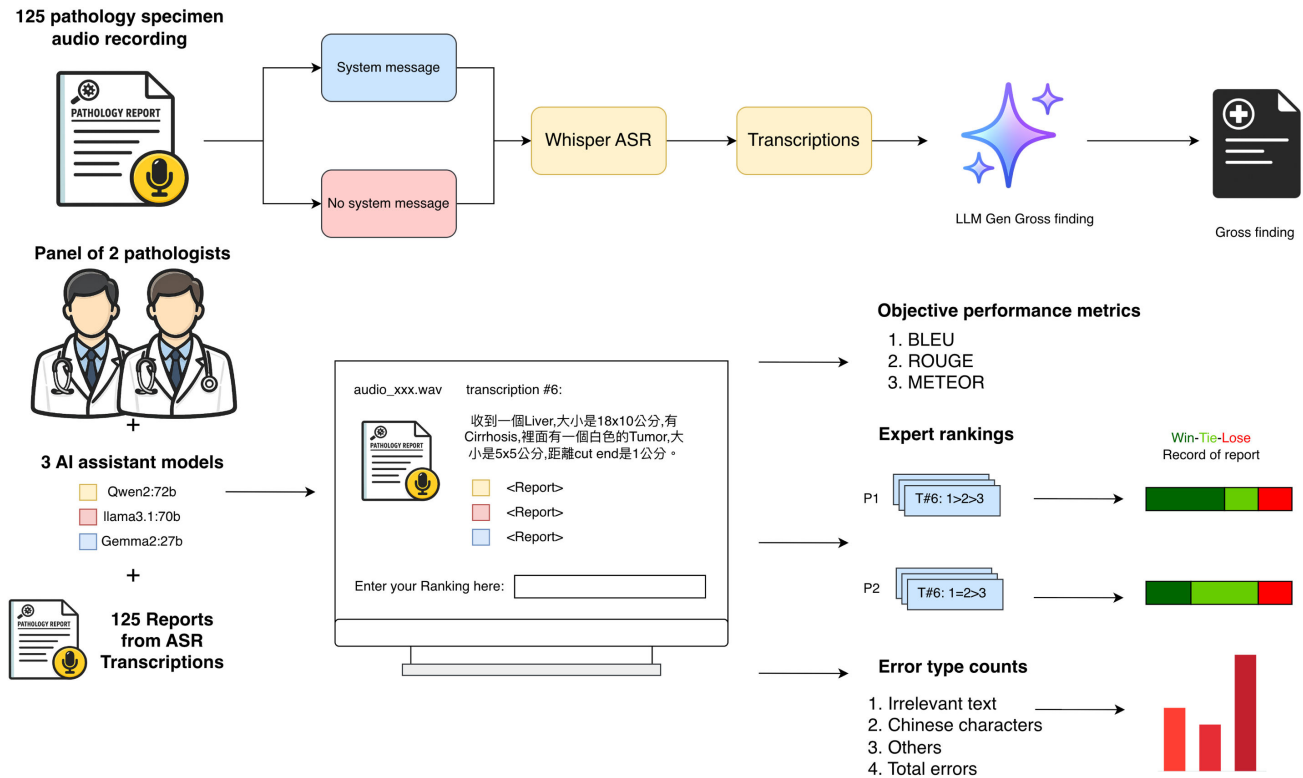 125 pathology specimen
audio recording
PATHOLOGY REPORT
System message
No system message
Whisper ASR
Transcriptions
LLM Gen Gross finding
Gross finding
Panel of 2 pathologists
+
3 AI assistant models
Qwen2:72b
llama3.1:70b
Gemma2:27b
+
PATHOLOGY REPORT
125 Reports
from ASR
Transcriptions
audio_xxx.wav
transcription #6:
PATHOLOGY REPORT
收到一個Liver,大小是18x10公分,有
Cirrhosis,裡面有一個白色的Tumor,大
小是5x5公分,距離cut end是1公分。
<Report>
<Report>
<Report>
Enter your Ranking here:
Objective performance metrics
1. BLEU
2. ROUGE
3. METEOR
Expert rankings
Win-Tie-Lose
Record of report
P1
T#6: 1>2>3
P2
T#6: 1=2>3
Error type counts
1. Irrelevant text
2. Chinese characters
3. Others
4. Total errors